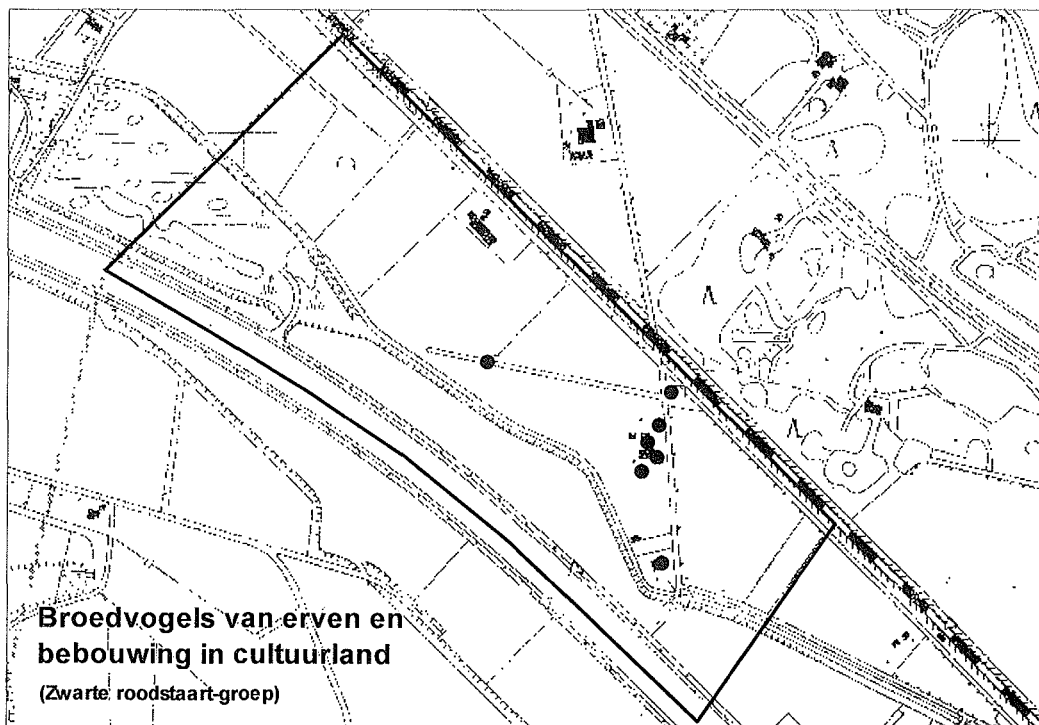 Broedvogels van erven en
bebouwing in cultuurland
(Zwarte roodstaart-groep)